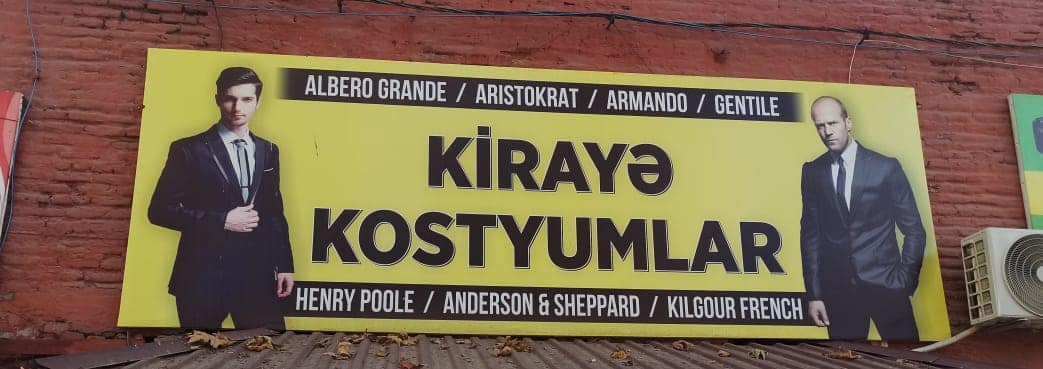 ALBERO GRANDE / ARISTOKRAT / ARMANDO / GENTILE
KİRAYƏ
KOSTYUMLAR
HENRY POOLE / ANDERSON & SHEPPARD / KILGOUR FRENCH